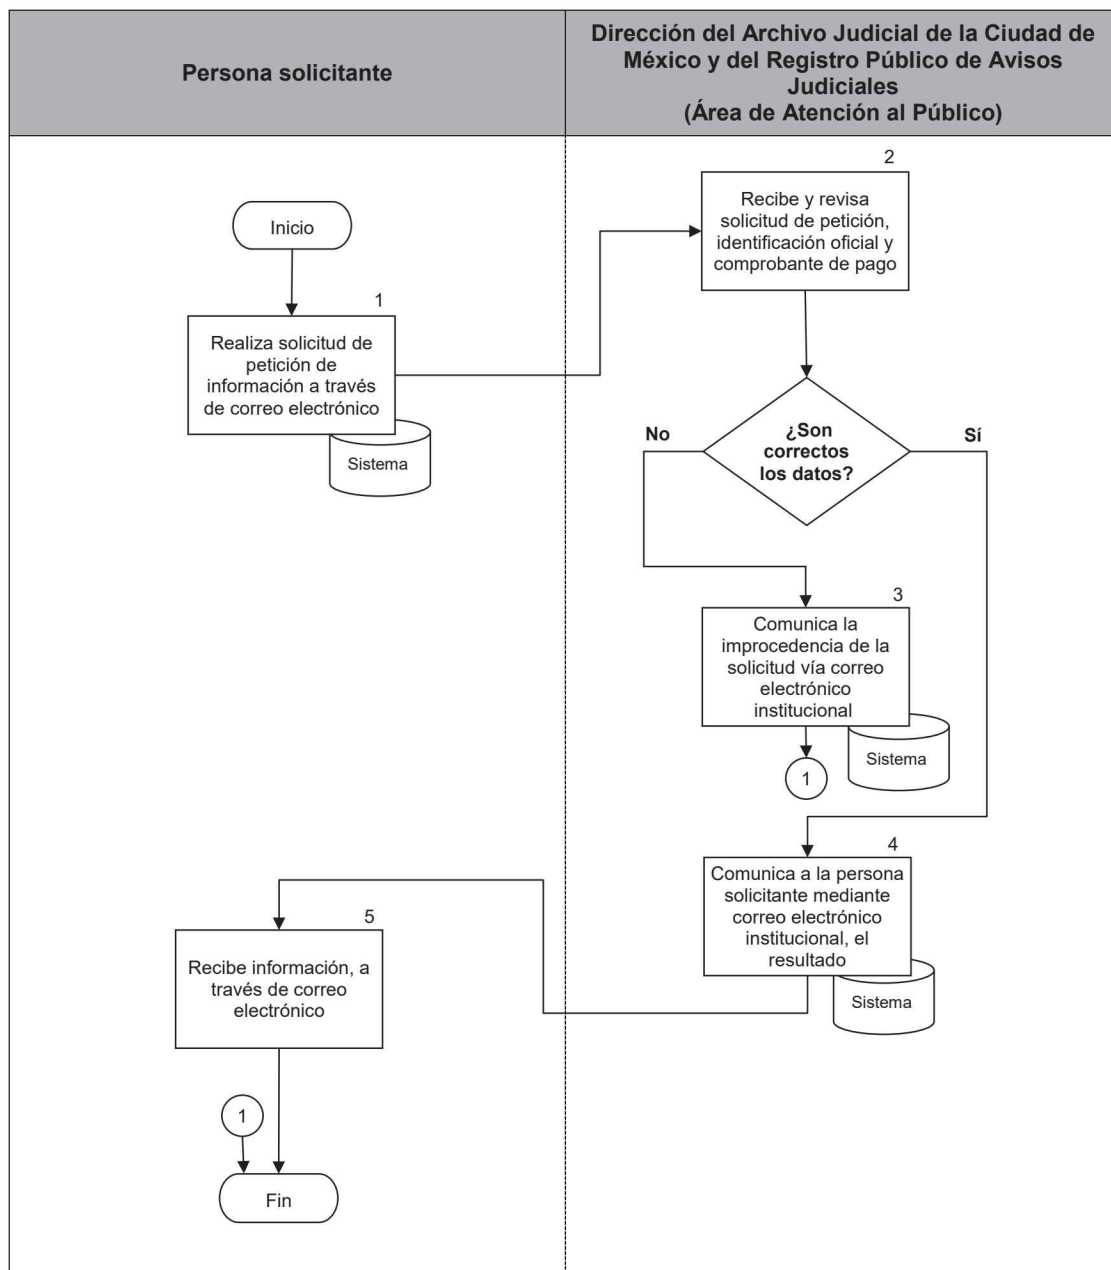 Persona solicitante
Dirección del Archivo Judicial de la Ciudad de
México y del Registro Público de Avisos
Judiciales
(Área de Atención al Público)
Inicio
1
Realiza solicitud de
petición de
información a través
de correo electrónico
Sistema
2
Recibe y revisa
solicitud de petición,
identificación oficial y
comprobante de pago
No
¿Son
correctos
los datos?
Sí
3
Comunica la
improcedencia de la
solicitud vía correo
electrónico
institucional
Sistema
1
4
Comunica a la persona
solicitante mediante
correo electrónico
institucional, el
resultado
Sistema
5
Recibe información, a
través de correo
electrónico
1
Fin